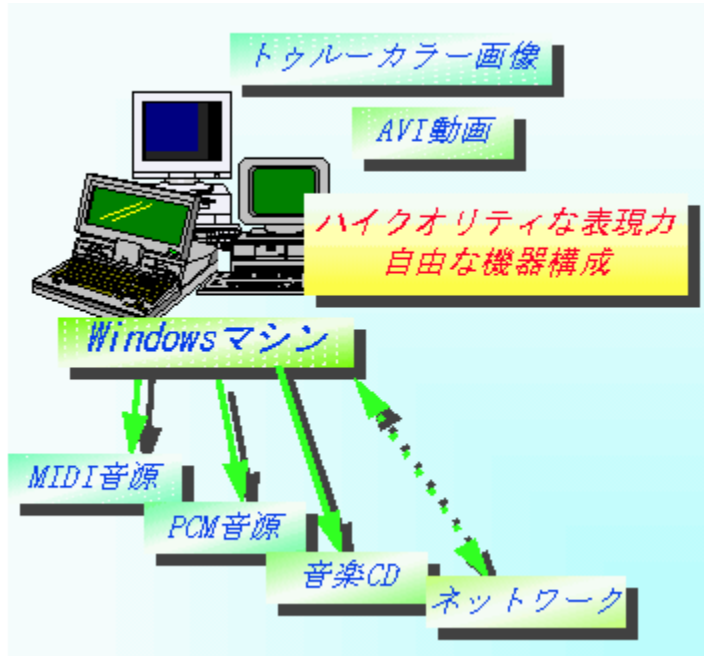 トゥルーカラー画像
AVI動画
ハイクオリティな表現力
自由な機器構成
Windowsマシン
MIDI音源
PCM音源
音楽CD
ネットワーク